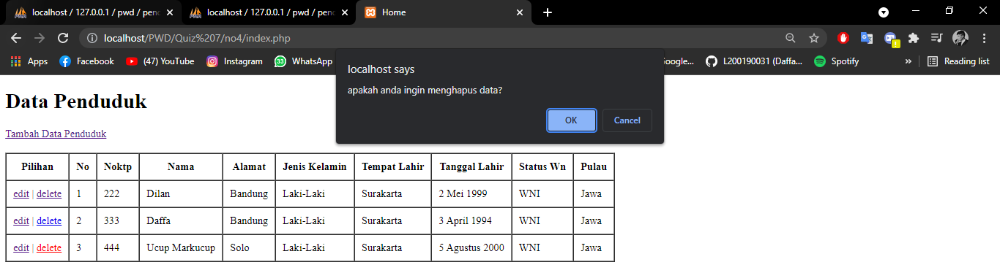 localhost / 127.0.0.1 / pwd / pend
localhost / 127.0.0.1 / pwd / pend
Home
localhost/PWD/Quiz%207/no4/index.php
Apps
Facebook
(47) YouTube
Instagram
33
WhatsApp
Google...
L200190031 (Daffa...
Spotify
»
Reading list
localhost says
apakah anda ingin menghapus data?
OK Cancel
Data Penduduk
Tambah Data Penduduk
Pilihan No Noktp Nama Alamat Jenis Kelamin Tempat Lahir Tanggal Lahir Status Wn Pulau
edit | delete 1 222 Dilan Bandung Laki-Laki Surakarta 2 Mei 1999 WNI Jawa
edit | delete 2 333 Daffa Bandung Laki-Laki Surakarta 3 April 1994 WNI Jawa
edit | delete 3 444 Ucup Markucup Solo Laki-Laki Surakarta 5 Agustus 2000 WNI Jawa